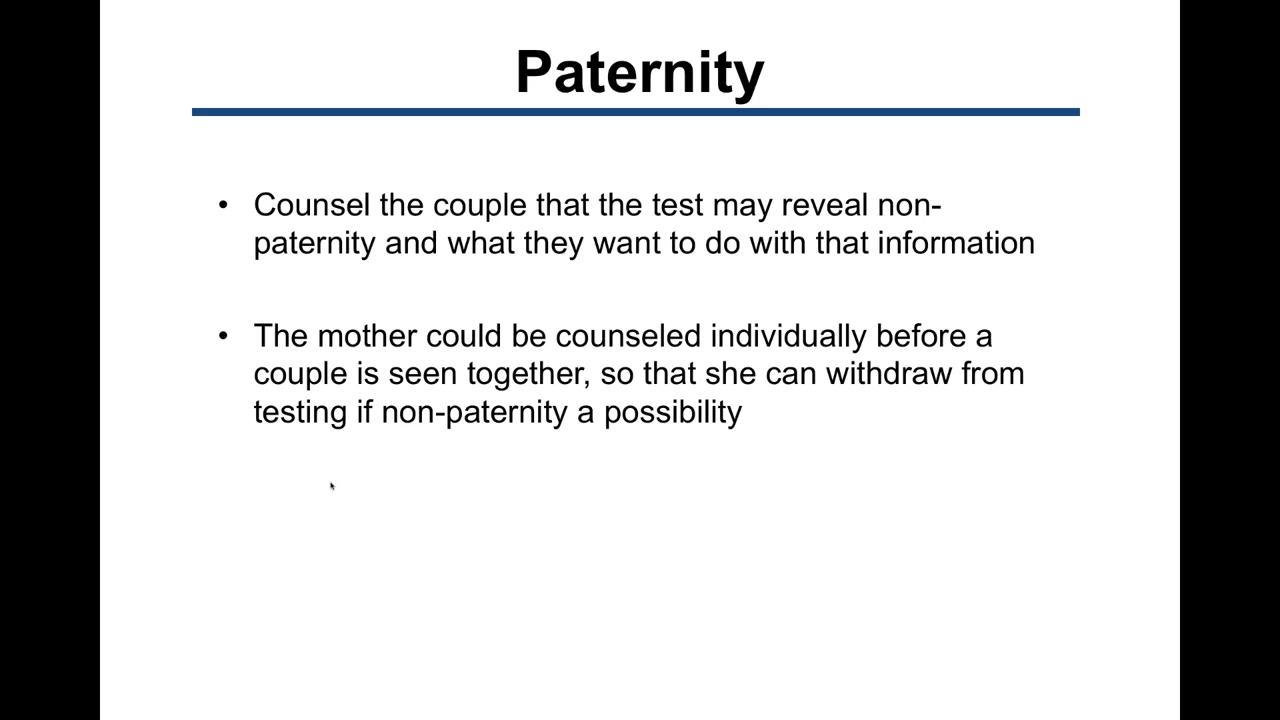 Paternity
• Counsel the couple that the test may reveal non-
paternity and what they want to do with that information
• The mother could be counseled individually before a
couple is seen together, so that she can withdraw from
testing if non-paternity a possibility